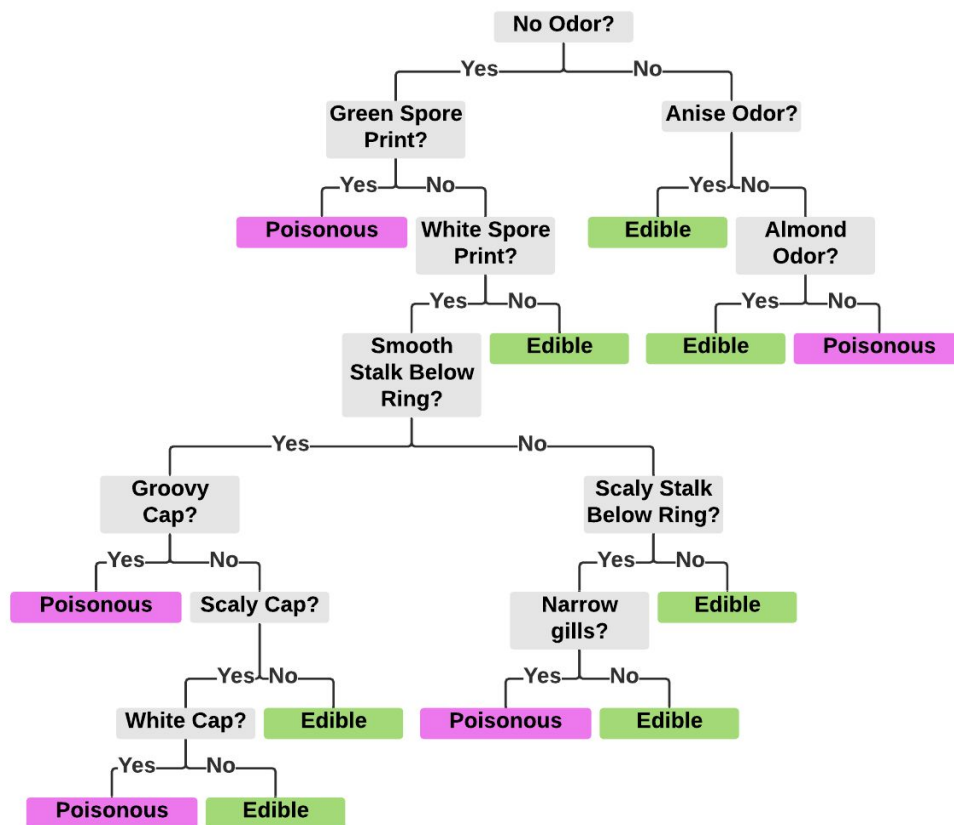 No Odor?
Yes
No
Green Spore
Print?
Anise Odor?
Yes
No
Yes
No
Poisonous
White Spore
Print?
Edible
Almond
Odor?
Yes
No
Yes
No
Smooth
Stalk Below
Ring?
Edible
Edible
Poisonous
Yes
No
Groovy
Cap?
Scaly Stalk
Below Ring?
Yes
No
Yes
No
Poisonous
Scaly Cap?
Narrow
gills?
Edible
Yes
No
Yes
No
White Cap?
Edible
Poisonous
Edible
Yes
No
Poisonous
Edible